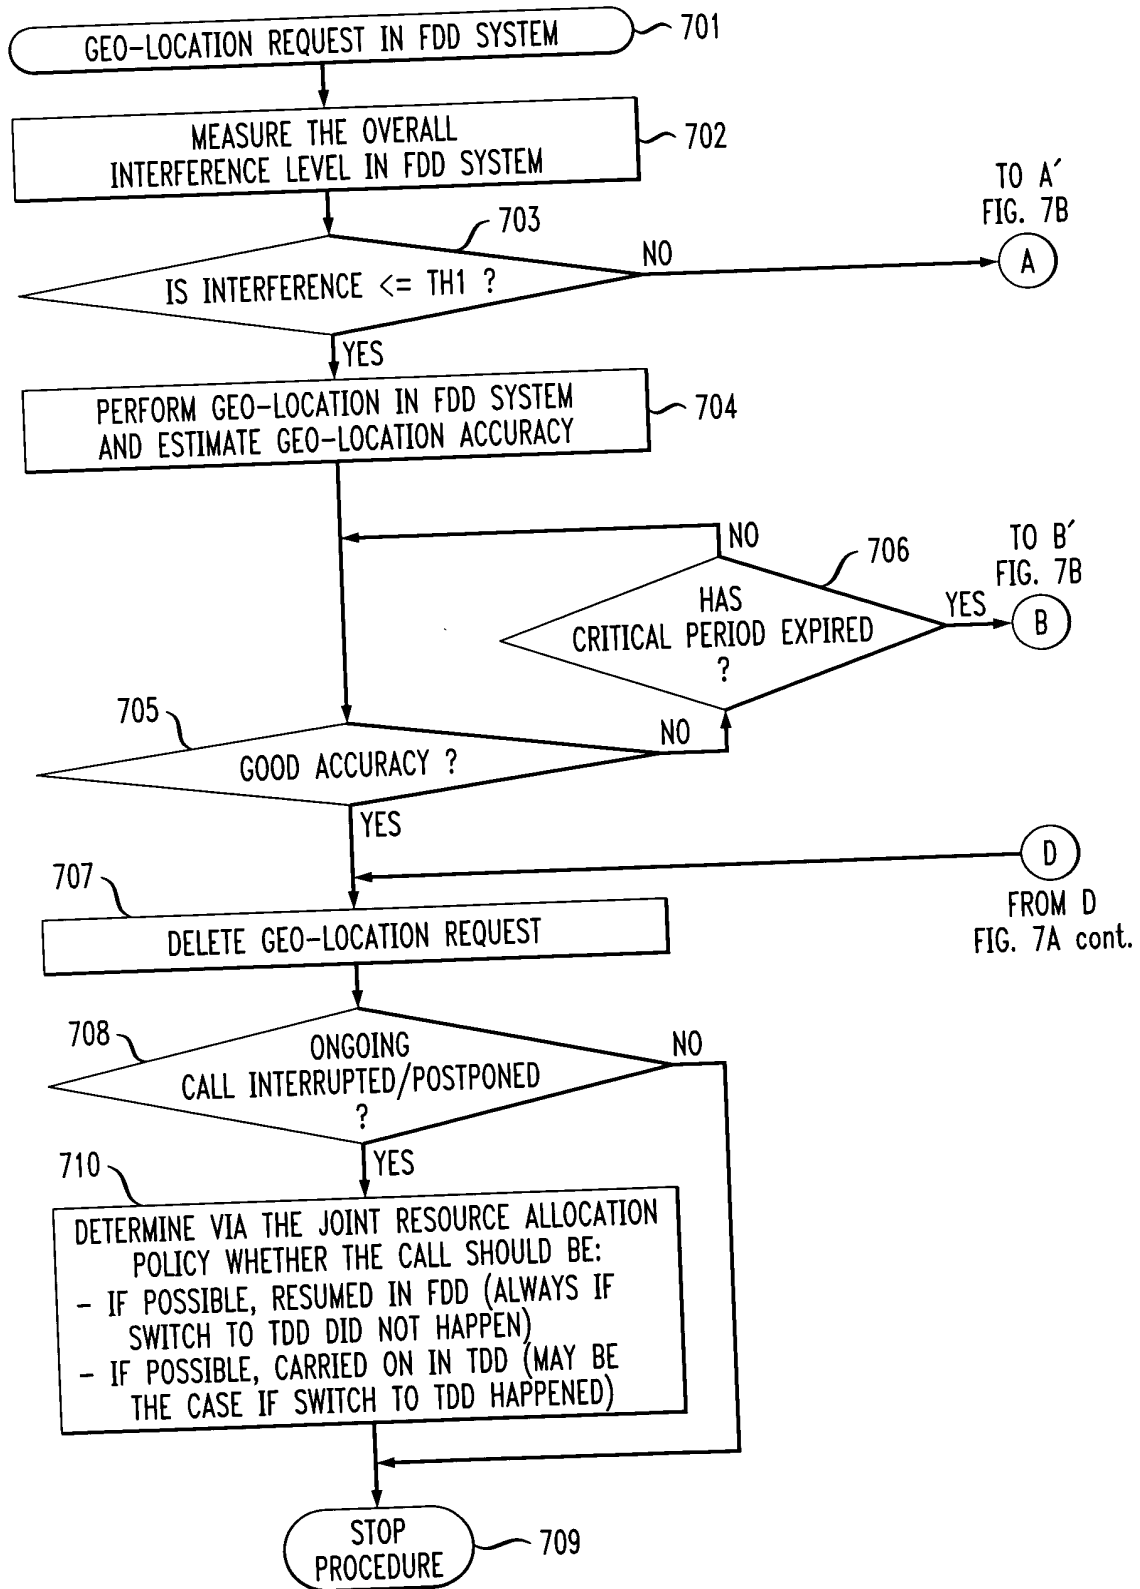 GEO-LOCATION REQUEST IN FDD SYSTEM
701
MEASURE THE OVERALL
INTERFERENCE LEVEL IN FDD SYSTEM
702
TO A′
FIG. 7B
A
703
IS INTERFERENCE <= TH1 ?
NO
YES
PERFORM GEO-LOCATION IN FDD SYSTEM
AND ESTIMATE GEO-LOCATION ACCURACY
704
NO
706
TO B′
FIG. 7B
HAS
CRITICAL PERIOD EXPIRED
?
YES
B
705
GOOD ACCURACY ?
NO
YES
D
FROM D
FIG. 7A cont.
707
DELETE GEO-LOCATION REQUEST
708
ONGOING
CALL INTERRUPTED/POSTPONED
?
NO
YES
710
DETERMINE VIA THE JOINT RESOURCE ALLOCATION
POLICY WHETHER THE CALL SHOULD BE:
- IF POSSIBLE, RESUMED IN FDD (ALWAYS IF
SWITCH TO TDD DID NOT HAPPEN)
- IF POSSIBLE, CARRIED ON IN TDD (MAY BE
THE CASE IF SWITCH TO TDD HAPPENED)
STOP
PROCEDURE
709